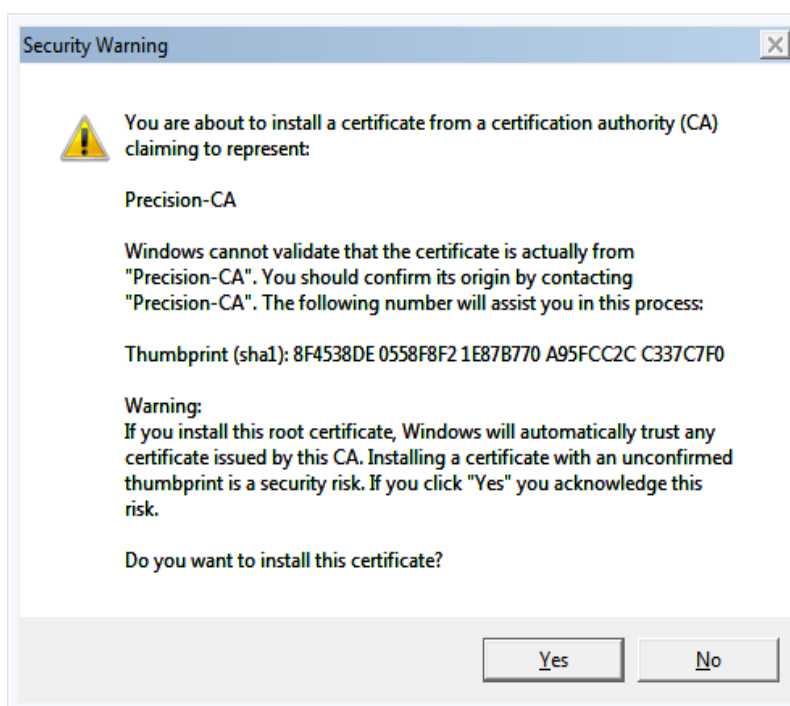 Security Warning
You are about to install a certificate from a certification authority (CA)
claiming to represent:
Precision-CA
Windows cannot validate that the certificate is actually from
"Precision-CA". You should confirm its origin by contacting
"Precision-CA". The following number will assist you in this process:
Thumbprint (sha1): 8F4538DE 0558F8F2 1E87B770 A95FCC2C C337C7F0
Warning:
If you install this root certificate, Windows will automatically trust any
certificate issued by this CA. Installing a certificate with an unconfirmed
thumbprint is a security risk. If you click "Yes" you acknowledge this
risk.
Do you want to install this certificate?
Yes
No